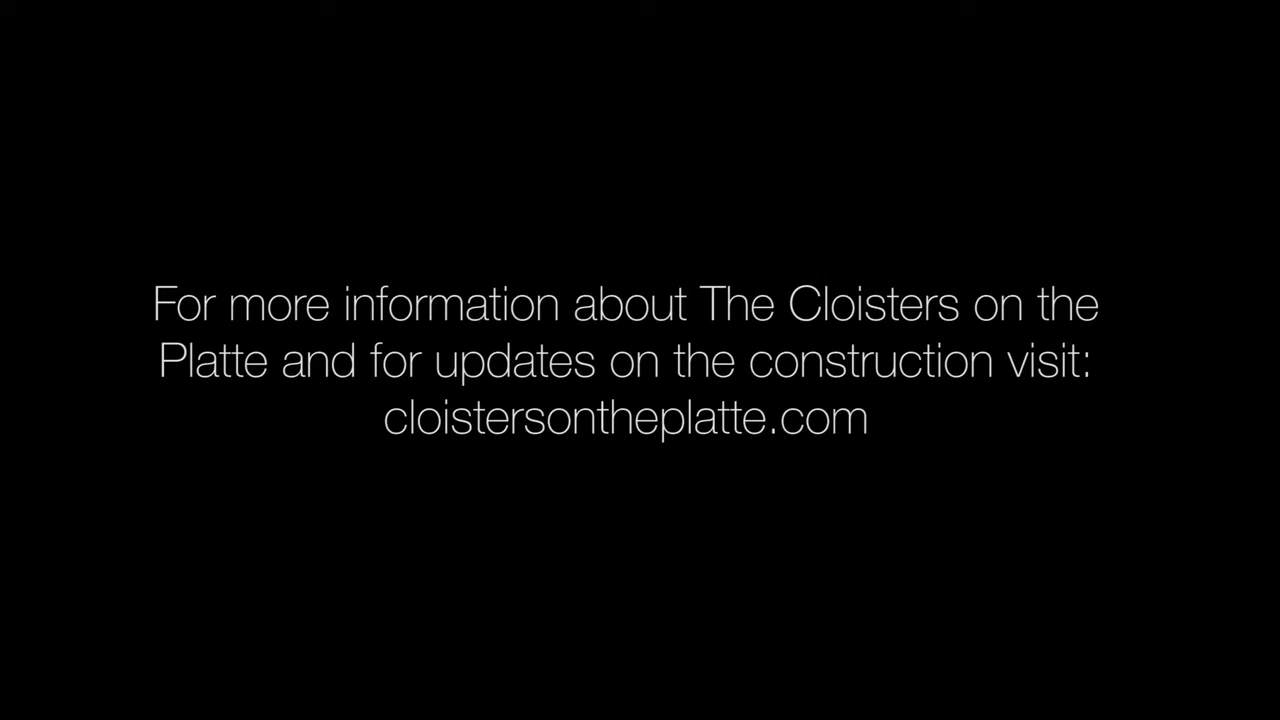 For more information about The Cloisters on the
Platte and for updates on the construction visit:
cloistersontheplatte.com